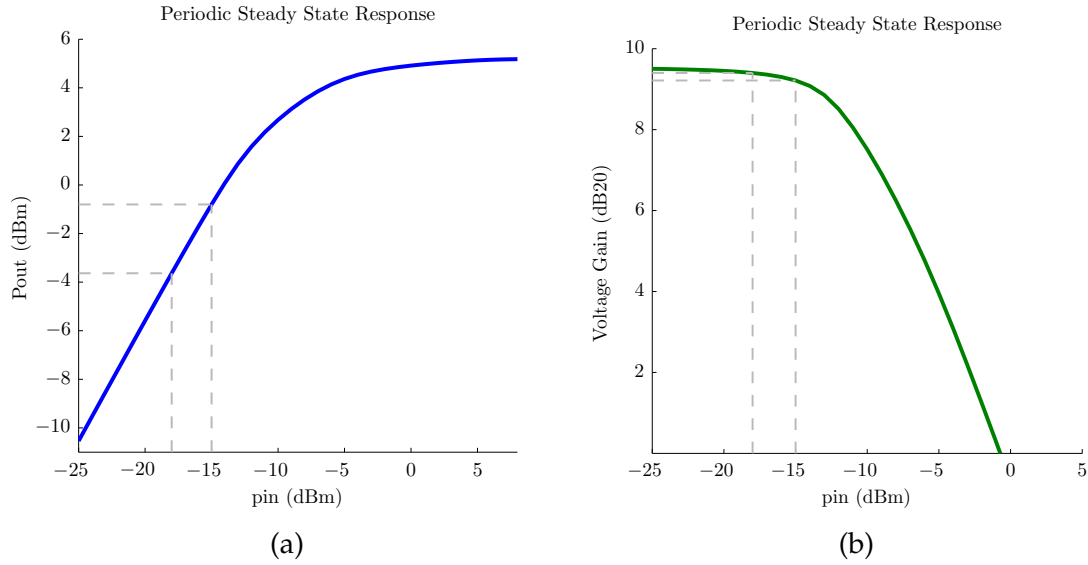 Periodic Steady State Response
6
4
2
0
−2
−4
−6
−8
−10
Pout (dBm)
−25 −20 −15 −10 −5 0 5
pin (dBm)
(a)
Periodic Steady State Response
10
8
6
4
2
Voltage Gain (dB20)
−25 −20 −15 −10 −5 0 5
pin (dBm)
(b)